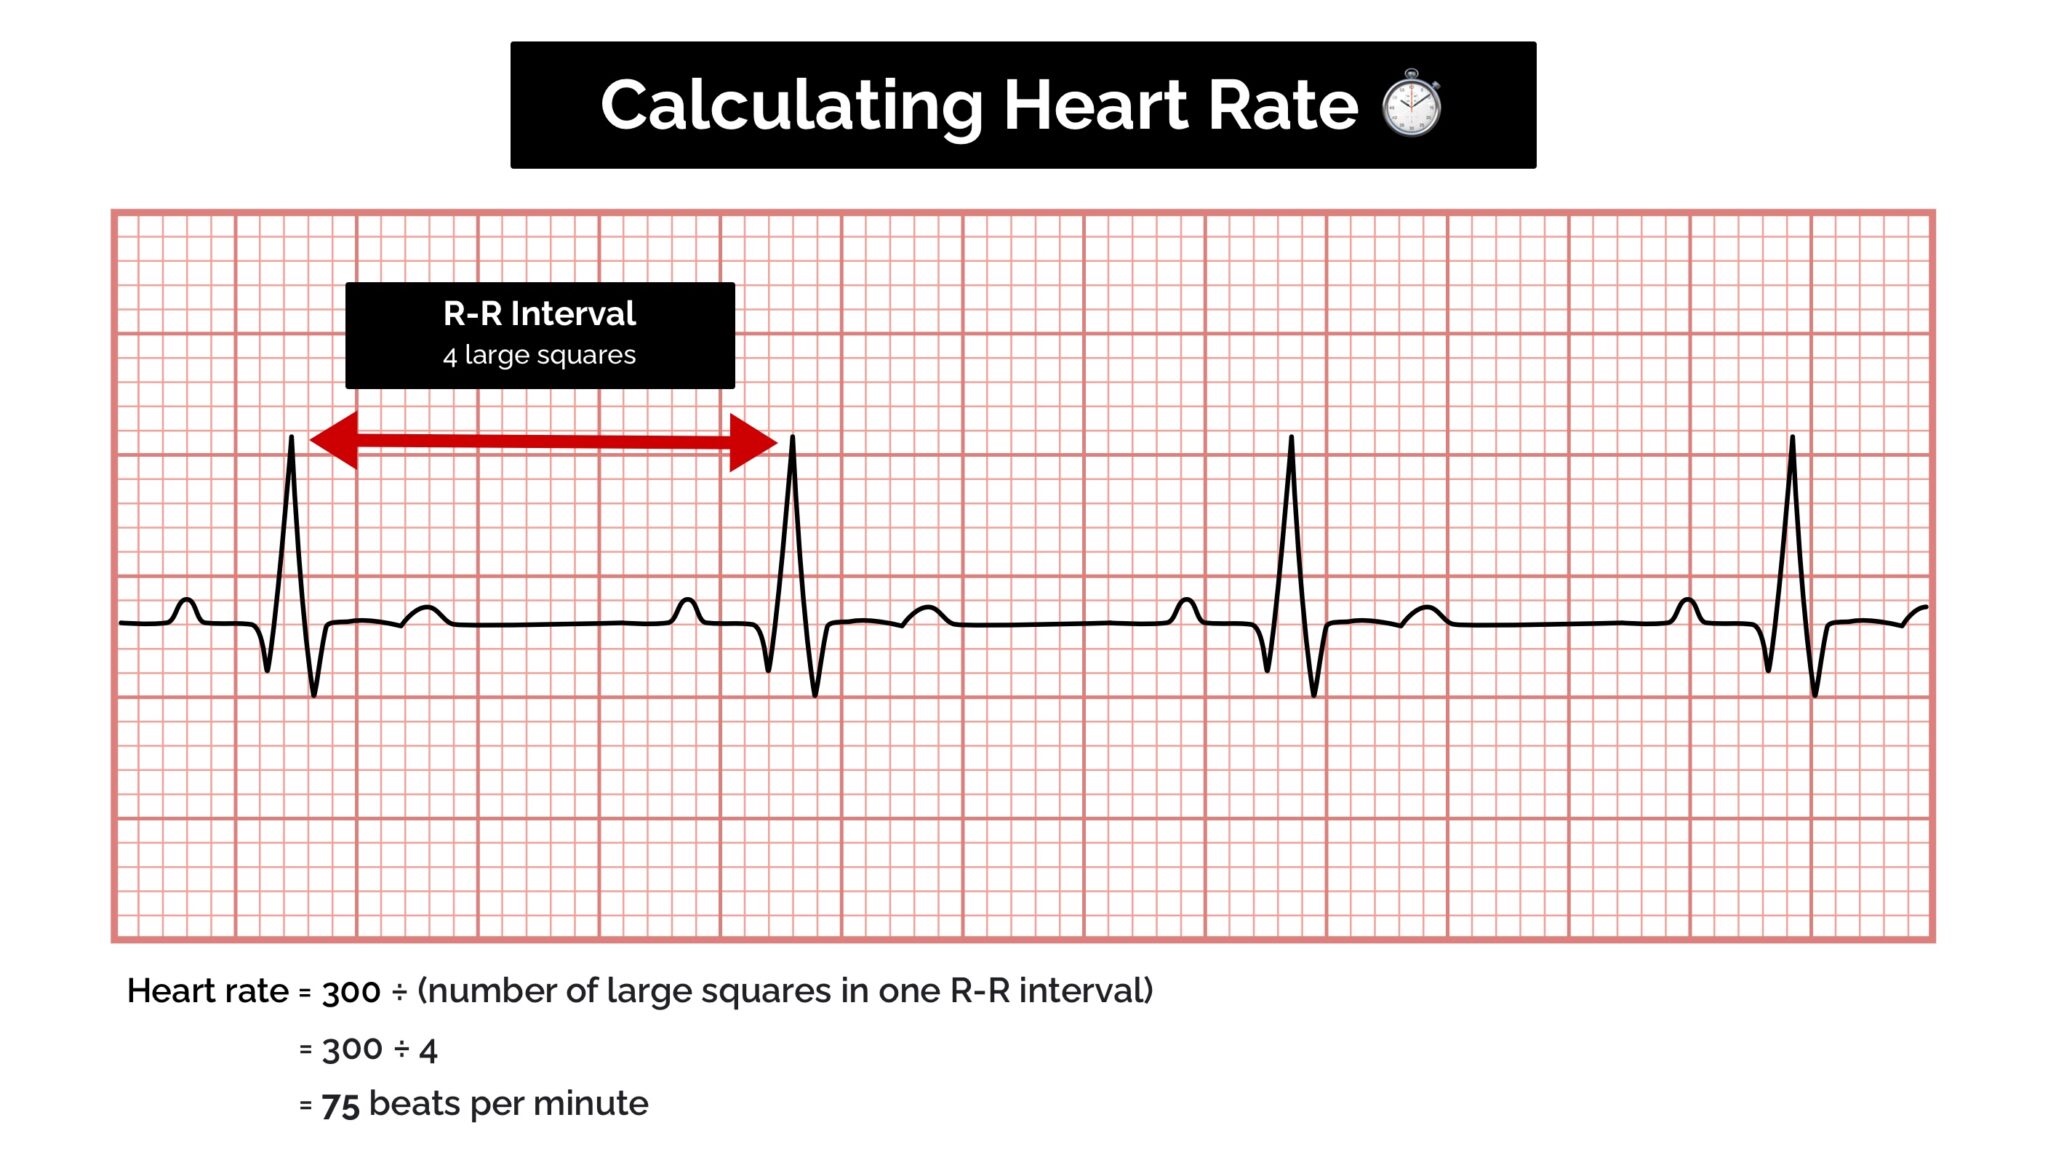 Calculating Heart Rate
R-R Interval
4 large squares
Heart rate = 300 ÷ (number of large squares in one R-R interval)
= 300 ÷ 4
= 75 beats per minute